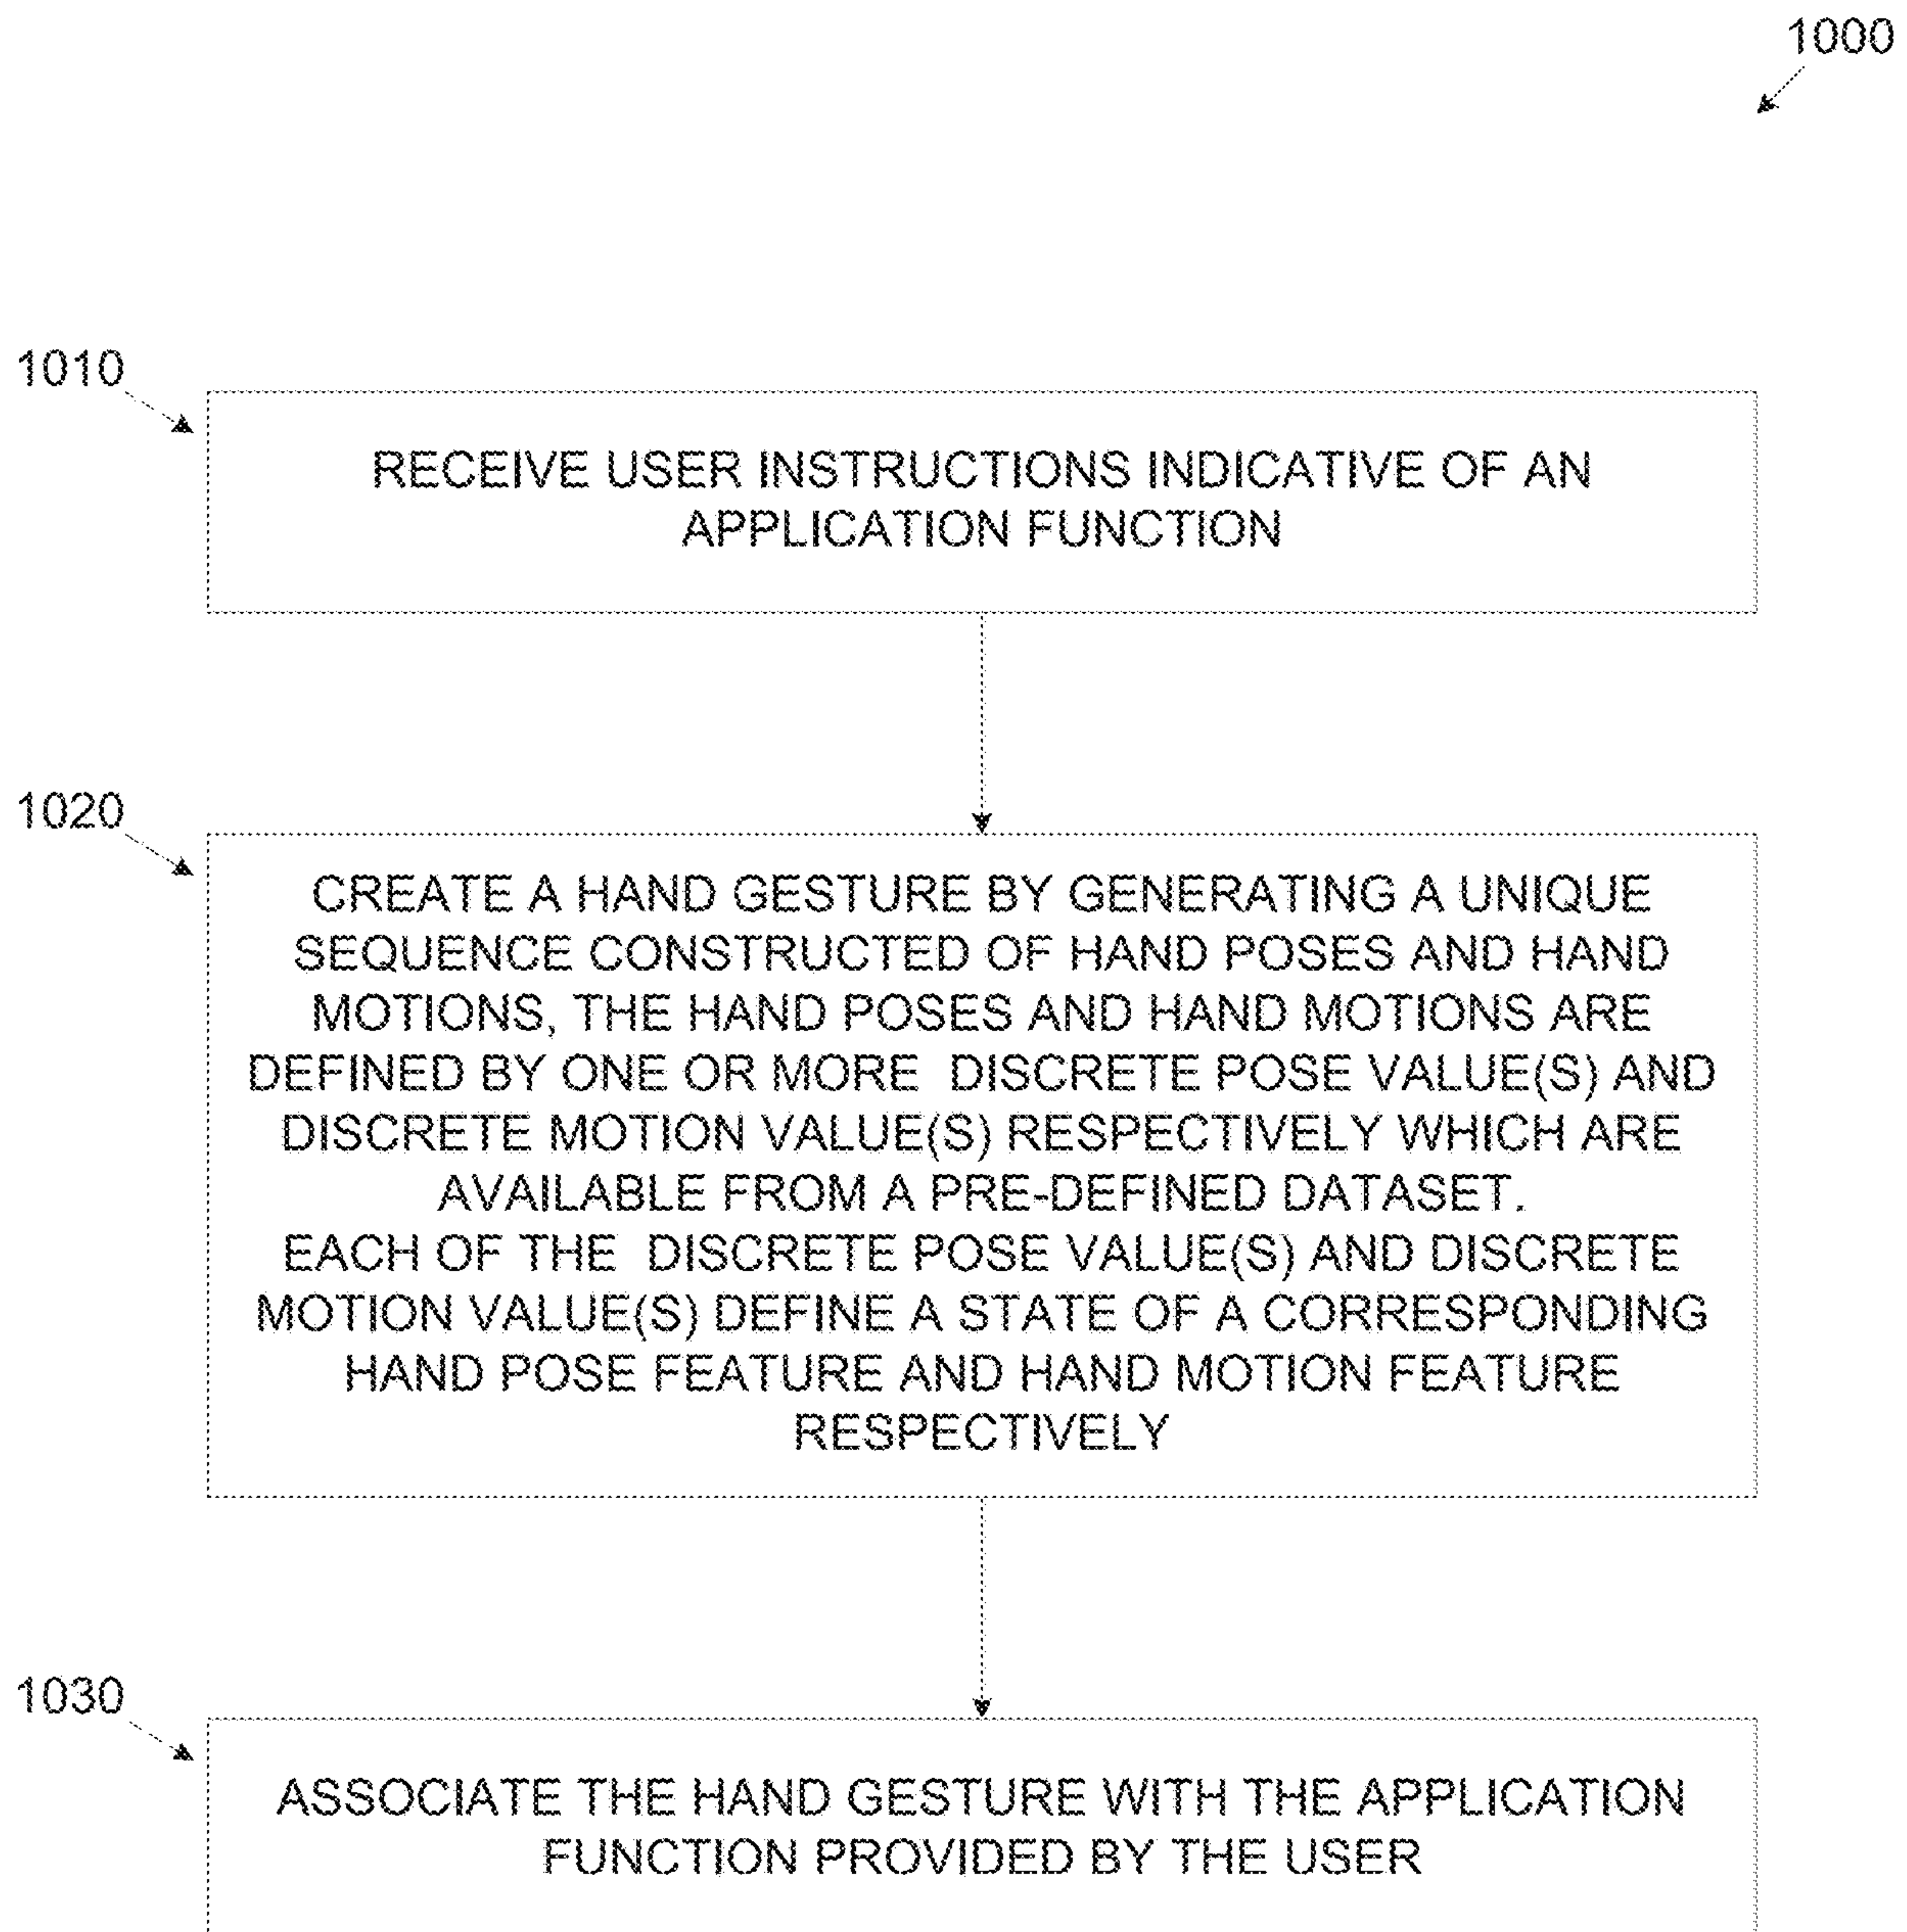 1000
1010
RECEIVE USER INSTRUCTIONS INDICATIVE OF AN
APPLICATION FUNCTION
1020
CREATE A HAND GESTURE BY GENERATING A UNIQUE
SEQUENCE CONSTRUCTED OF HAND POSES AND HAND
MOTIONS, THE HAND POSES AND HAND MOTIONS ARE
DEFINED BY ONE OR MORE DISCRETE POSE VALUE(S) AND
DISCRETE MOTION VALUE(S) RESPECTIVELY WHICH ARE
AVAILABLE FROM A PRE-DEFINED DATASET.
EACH OF THE DISCRETE POSE VALUE(S) AND DISCRETE
MOTION VALUE(S) DEFINE A STATE OF A CORRESPONDING
HAND POSE FEATURE AND HAND MOTION FEATURE
RESPECTIVELY
1030
ASSOCIATE THE HAND GESTURE WITH THE APPLICATION
FUNCTION PROVIDED BY THE USER